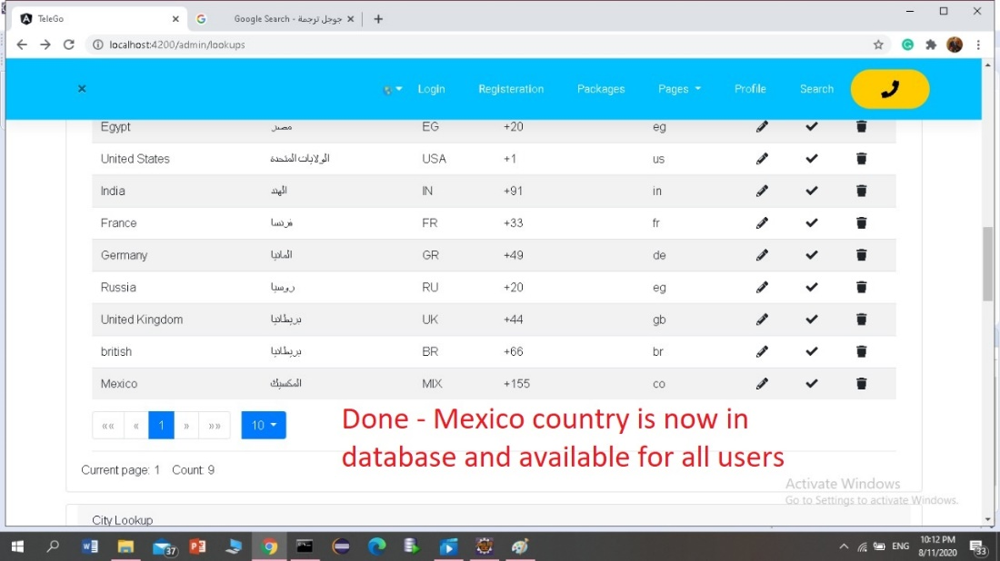 TeleGo
Google Search - جوجل ترجمة
localhost:4200/admin/lookups
Login Registeration Packages Pages Profile Search
Egypt مصر EG +20 eg
United States الولايات المتحدة USA +1 us
India الهند IN +91 in
France فرنسا FR +33 fr
Germany المانيا GR +49 de
Russia روسيا RU +20 eg
United Kingdom بريطانيا UK +44 gb
british بريطانيا BR +66 br
Mexico المكسيك MIX +155 co
«« « 1 » »» 10
Done - Mexico country is now in
database and available for all users
Current page: 1 Count: 9
Activate Windows
Go to Settings to activate Windows.
City Lookup
37
ENG
10:12 PM
8/11/2020
33